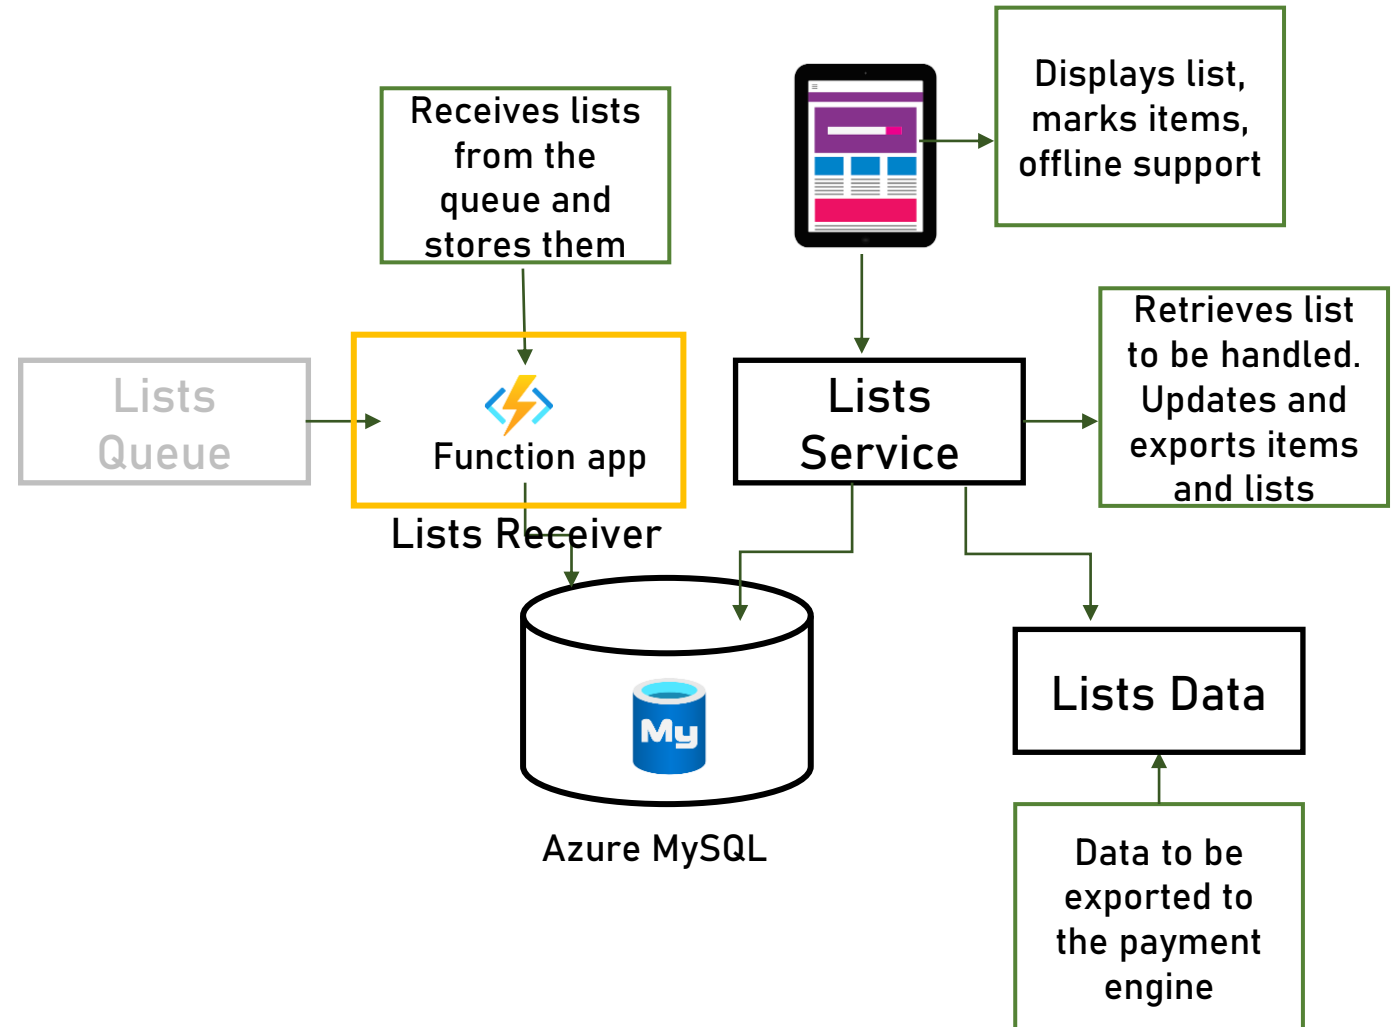 Displays list,
marks items,
offline support
Receives lists
from the
queue and
stores them
Retrieves list
to be handled.
Updates and
exports items
and lists
Lists
Queue
Function app
Lists Receiver
Lists
Service
My
Azure MySQL
Lists Data
Data to be
exported to
the payment
engine